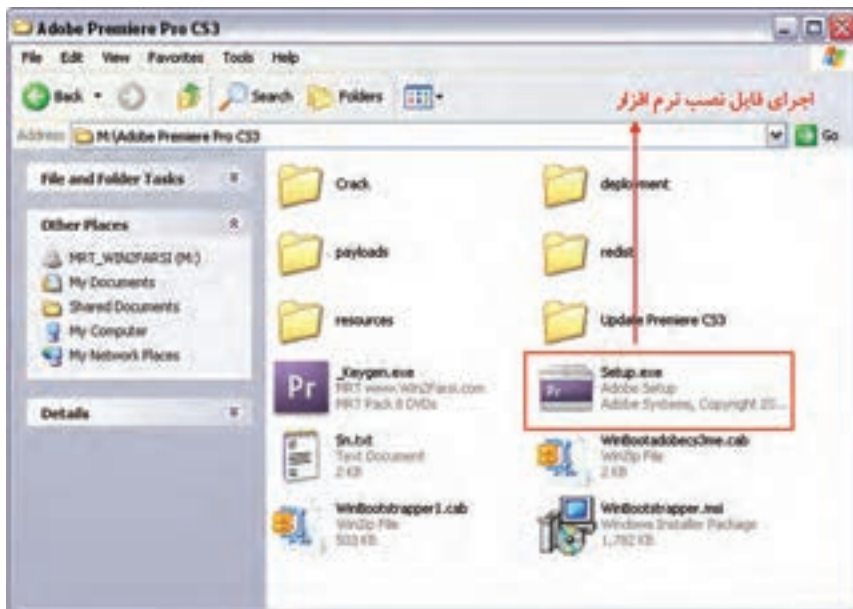 Adobe Premiere Pro CS3
File Edit View Favorites Tools Help
Back Search Folders
اجرای فایل نصب نرم افزار
Address M:\Adobe Premiere Pro CS3 Go
File and Folder Tasks
Other Places
MRT_WIN2FARSI (M:)
My Documents
Shared Documents
My Computer
My Network Places
Details
Crack
deployment
payloads
redist
resources
Update Premiere CS3
_Keygen.exe
MRT www.Win2Farsi.com
MRT Pack 8 DVDs
Setup.exe
Adobe Setup
Adobe Systems, Copyright 20...
Sn.txt
Text Document
2 KB
WinBootadobecs3me.cab
WinZip File
2 KB
WinBootstrapper1.cab
WinZip File
503 KB
WinBootstrapper.msi
Windows Installer Package
1,782 KB